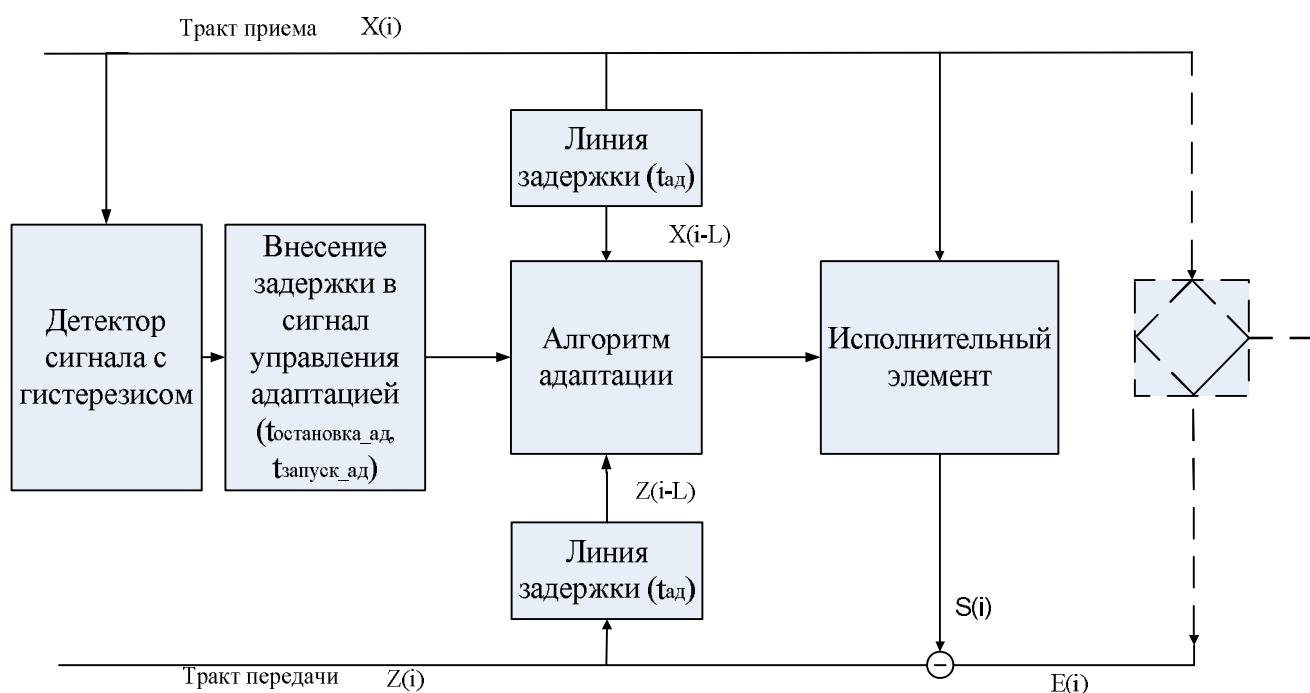 Тракт приема X(i)
Линия
задержки (tад)
X(i-L)
Детектор
сигнала с
гистерезисом
Внесение
задержки в
сигнал
управления
адаптацией
(tостановка_ад,
tзапуск_ад)
Алгоритм
адаптации
Исполнительный
элемент
Z(i-L)
Линия
задержки (tад)
S(i)
Тракт передачи Z(i)
E(i)